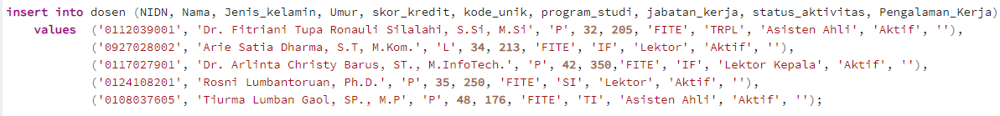 insert into dosen (NIDN, Nama, Jenis_kelamin, Umur, skor_kredit, kode_unik, program_studi, jabatan_kerja, status_aktivitas, Pengalaman_Kerja)
values ('0112039001', 'Dr. Fitriani Tupa Ronauli Silalahi, S.Si, M.Si', 'P', 32, 205, 'FITE', 'TRPL', 'Asisten Ahli', 'Aktif', ''),
('0927028002', 'Arie Satia Dharma, S.T, M.Kom.', 'L', 34, 213, 'FITE', 'IF', 'Lektor', 'Aktif', ''),
('0117027901', 'Dr. Arlinta Christy Barus, ST., M.InfoTech.', 'P', 42, 350,'FITE', 'IF', 'Lektor Kepala', 'Aktif', ''),
('0124108201', 'Rosni Lumbantoruan, Ph.D.', 'P', 35, 250, 'FITE', 'SI', 'Lektor', 'Aktif', ''),
('0108037605', 'Tiurma Lumban Gaol, SP., M.P', 'P', 48, 176, 'FITE', 'TI', 'Asisten Ahli', 'Aktif', '');